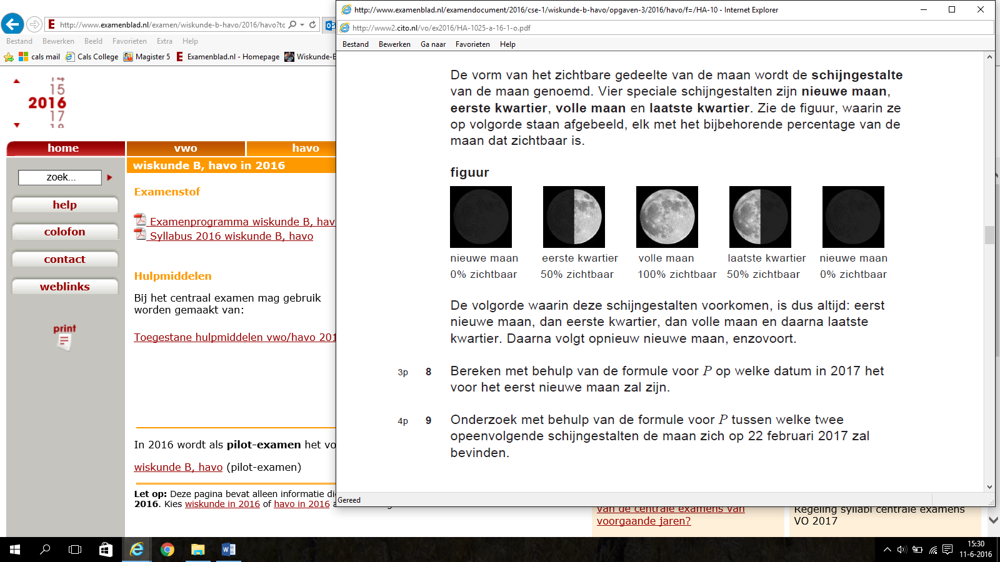 http://www.examenblad.nl/examen/wiskunde-b-havo/2016/havo?tc
Bestand Bewerken Beeld Favorieten Extra Help
cals mail Cals College Magister 5 Examenblad.nl - Homepage Wiskunde-E
15
2016
17
home vwo havo
wiskunde B, havo in 2016
zoek...
help
colofon
contact
weblinks
print
Examenstof
Examenprogramma wiskunde B, hav
Syllabus 2016 wiskunde B, havo
Hulpmiddelen
Bij het centraal examen mag gebruik
worden gemaakt van:
Toegestane hulpmiddelen vwo/havo 201
In 2016 wordt als pilot-examen het vo
wiskunde B, havo (pilot-examen)
Let op: Deze pagina bevat alleen informatie di
2016. Kies wiskunde in 2016 of havo in 2016
http://www.examenblad.nl/examendocument/2016/cse-1/wiskunde-b-havo/opgaven-3/2016/havo/f=/HA-10 - Internet Explorer
http://www2.cito.nl/vo/ex2016/HA-1025-a-16-1-o.pdf
Bestand Bewerken Ga naar Favorieten Help
De vorm van het zichtbare gedeelte van de maan wordt de schijngestalte
van de maan genoemd. Vier speciale schijngestalten zijn nieuwe maan,
eerste kwartier, volle maan en laatste kwartier. Zie de figuur, waarin ze
op volgorde staan afgebeeld, elk met het bijbehorende percentage van de
maan dat zichtbaar is.
figuur
nieuwe maan eerste kwartier volle maan laatste kwartier nieuwe maan
0% zichtbaar 50% zichtbaar 100% zichtbaar 50% zichtbaar 0% zichtbaar
De volgorde waarin deze schijngestalten voorkomen, is dus altijd: eerst
nieuwe maan, dan eerste kwartier, dan volle maan en daarna laatste
kwartier. Daarna volgt opnieuw nieuwe maan, enzovoort.
3p 8 Bereken met behulp van de formule voor P op welke datum in 2017 het
voor het eerst nieuwe maan zal zijn.
4p 9 Onderzoek met behulp van de formule voor P tussen welke twee
opeenvolgende schijngestalten de maan zich op 22 februari 2017 zal
bevinden.
Gereed
van de centrale examens van
voorgaande jaren?
Regeling syllabi centrale examens
VO 2017
15:30
11-6-2016